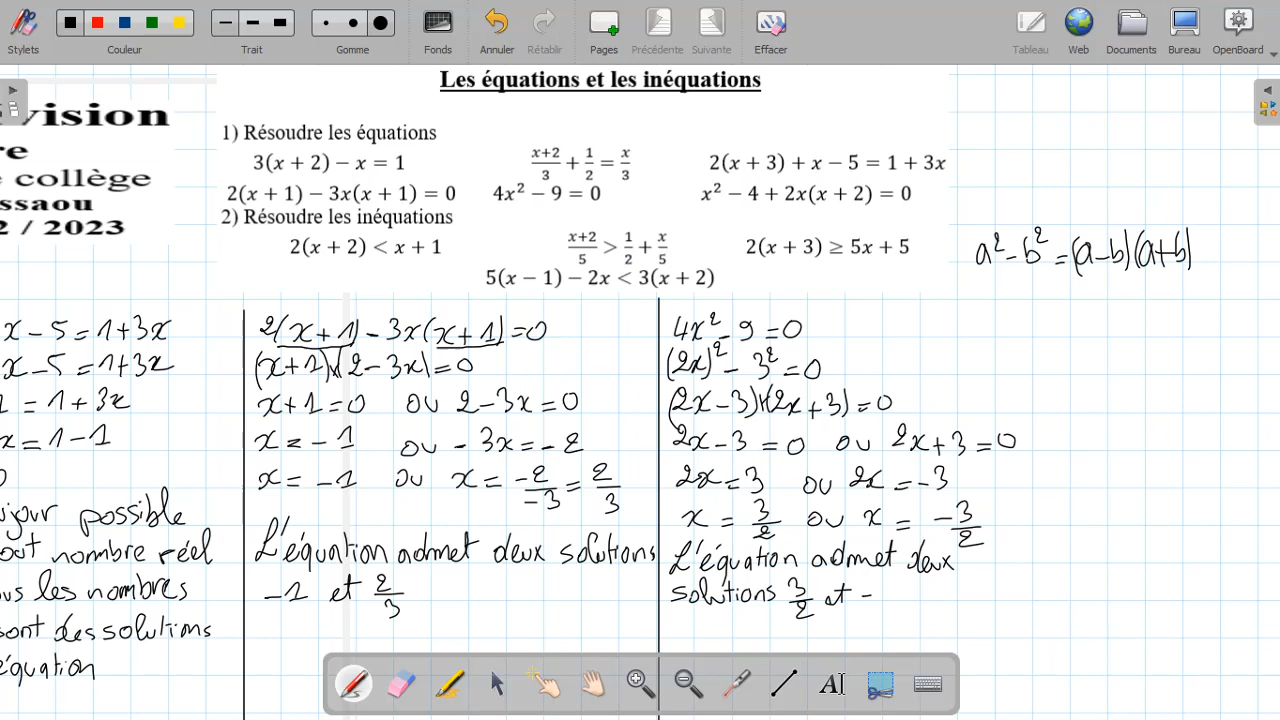 Stylets
Couleur
Trait
Gomme
Fonds
Annuler
Rétablir
Pages
Précédente
Suivante
Effacer
Tableau
Web
Documents
Bureau
OpenBoard
Les équations et les inéquations
vision
re
e collège
ssaou
2 / 2023
1) Résoudre les équations
3(x + 2) − x = 1
(x+2)/3 + 1/2 = x/3
2(x + 3) + x − 5 = 1 + 3x
2(x + 1) − 3x(x + 1) = 0
4x² − 9 = 0
x² − 4 + 2x(x + 2) = 0
2) Résoudre les inéquations
2(x + 2) < x + 1
(x+2)/5 > 1/2 + x/5
2(x + 3) ≥ 5x + 5
5(x − 1) − 2x < 3(x + 2)
a² − b² = (a−b)(a+b)
x − 5 = 1 + 3x
x − 5 = 1 + 3x
= 1 + 3x
x = 1 − 1
possible
out nombre réel
us les nombres
sont des solutions
équation
2(x + 1) − 3x(x + 1) = 0
(x + 1)×(2 − 3x) = 0
x + 1 = 0 ou 2 − 3x = 0
x = −1 ou −3x = −2
x = −1 ou x = −2/−3 = 2/3
L'équation admet deux solutions
−1 et 2/3
4x² − 9 = 0
(2x)² − 3² = 0
(2x − 3)×(2x + 3) = 0
2x − 3 = 0 ou 2x + 3 = 0
2x = 3 ou 2x = −3
x = 3/2 ou x = −3/2
L'équation admet deux
solutions 3/2 et −